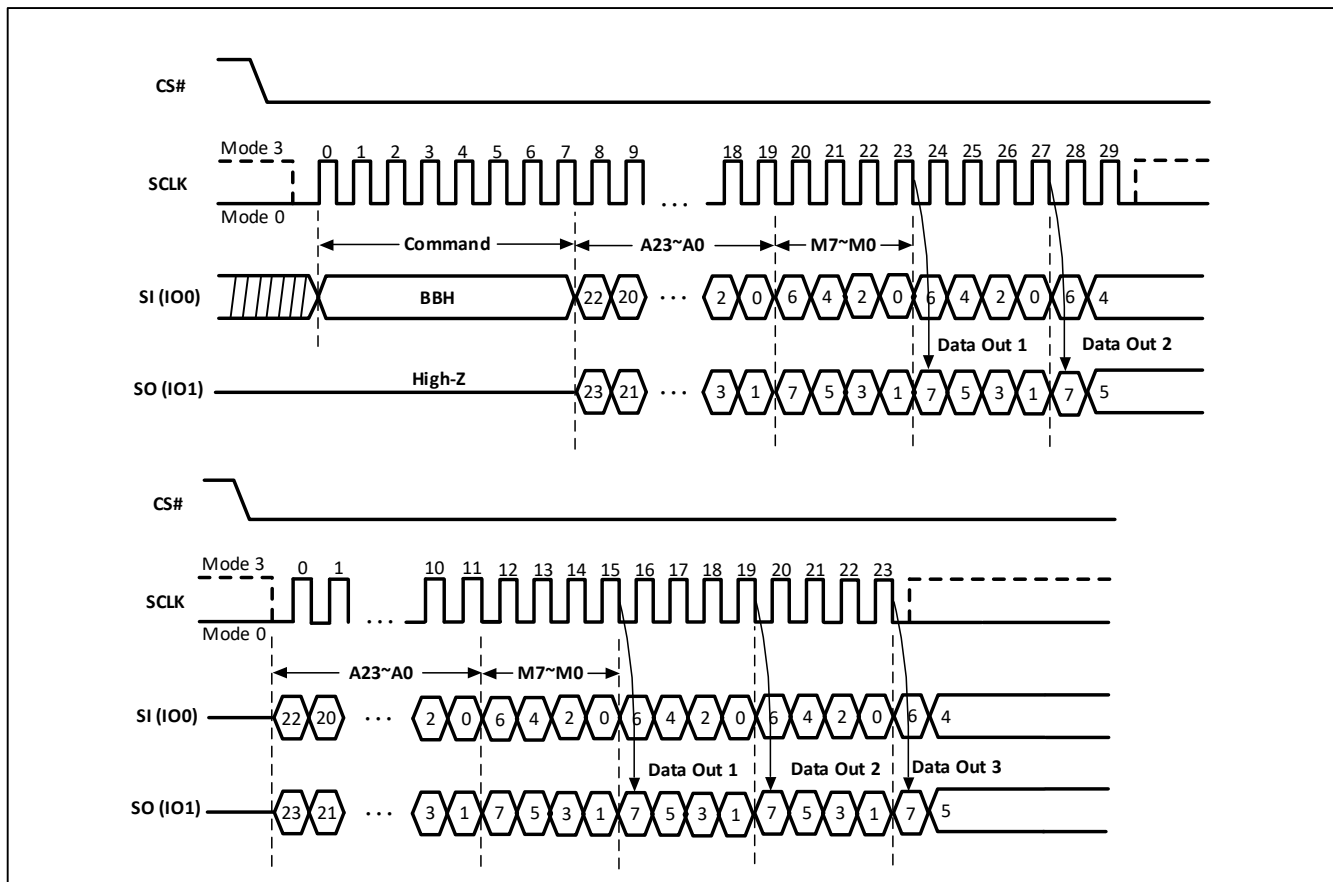 CS#
Mode 3
0 1 2 3 4 5 6 7 8 9 18 19 20 21 22 23 24 25 26 27 28 29
SCLK
. . .
Mode 0
Command A23~A0 M7~M0
SI (IO0) BBH 22 20 · · · 2 0 6 4 2 0 6 4 2 0 6 4
Data Out 1 Data Out 2
SO (IO1) High-Z 23 21 · · · 3 1 7 5 3 1 7 5 3 1 7 5
CS#
Mode 3
0 1 10 11 12 13 14 15 16 17 18 19 20 21 22 23
SCLK
. . .
Mode 0
A23~A0 M7~M0
SI (IO0) 22 20 · · · 2 0 6 4 2 0 6 4 2 0 6 4 2 0 6 4
Data Out 1 Data Out 2 Data Out 3
SO (IO1) 23 21 · · · 3 1 7 5 3 1 7 5 3 1 7 5 3 1 7 5